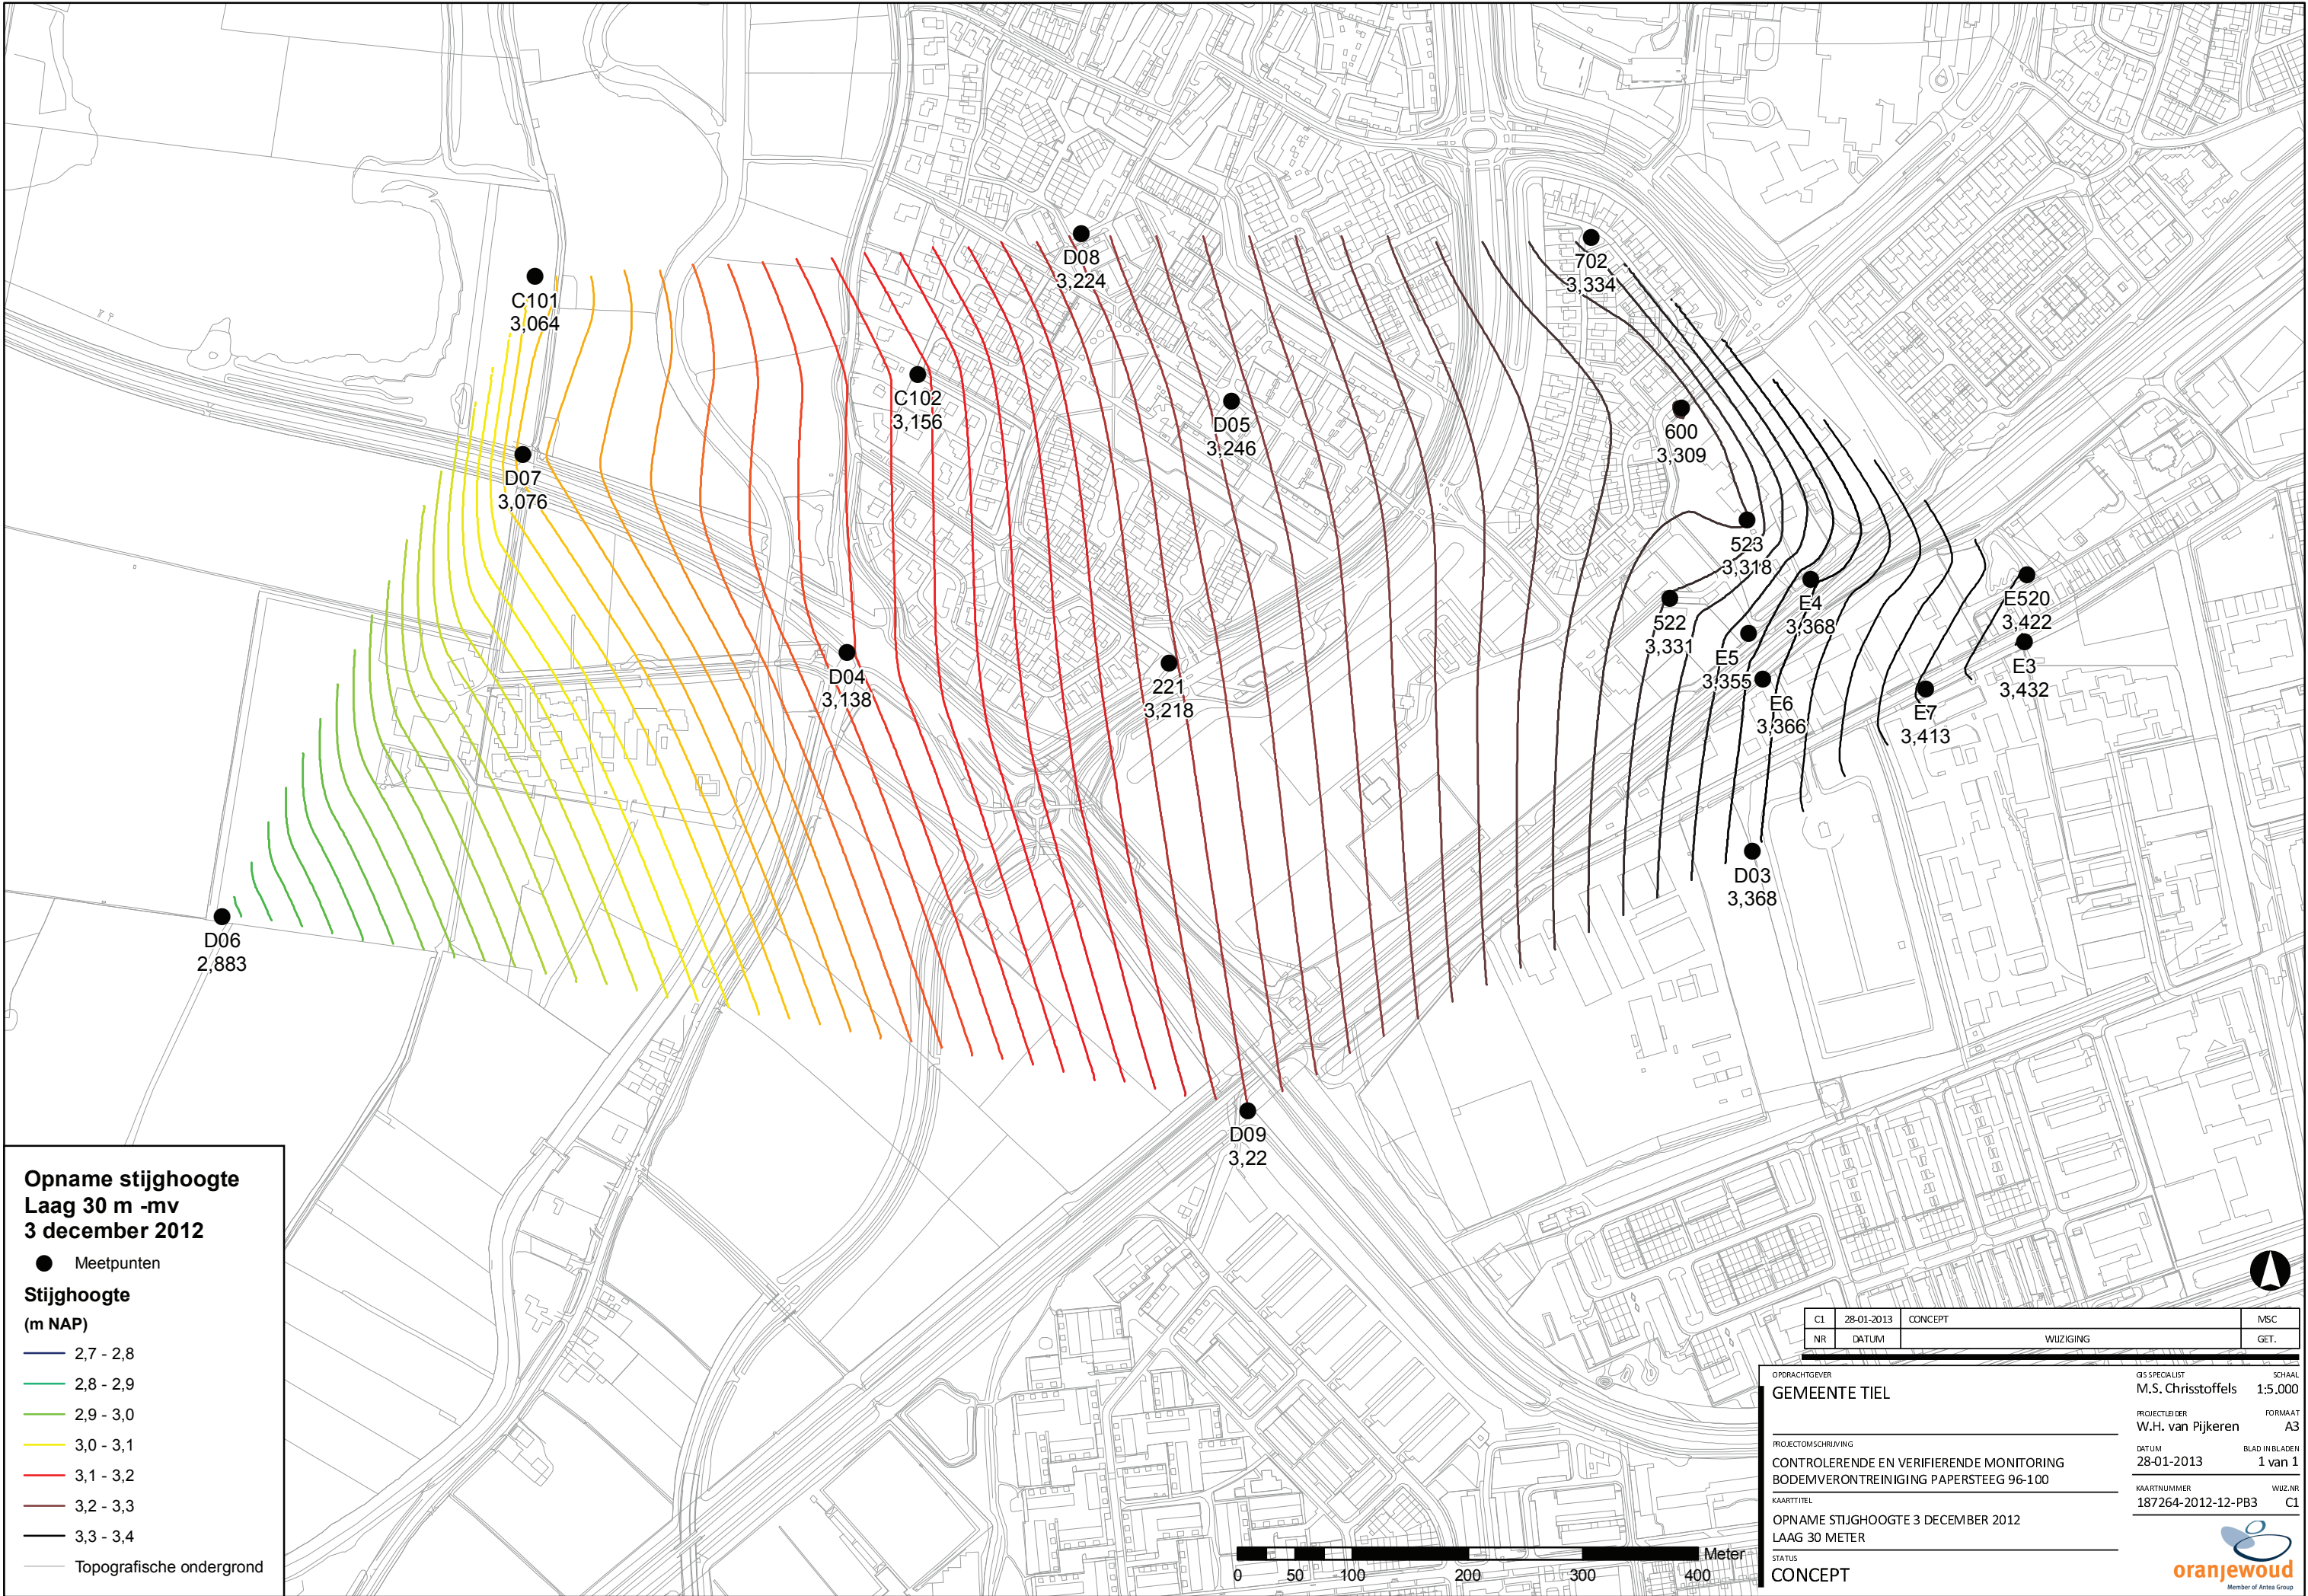 C101
3,064
D08
3,224
702
3,334
C102
3,156
D05
3,246
600
3,309
D07
3,076
523
3,318
522
3,331
E4
3,368
E520
3,422
E5
3,355
E3
3,432
D04
3,138
221
3,218
E6
3,366
E7
3,413
D03
3,368
D06
2,883
D09
3,22
Opname stijghoogte
Laag 30 m -mv
3 december 2012
Meetpunten
Stijghoogte
(m NAP)
2,7 - 2,8
2,8 - 2,9
2,9 - 3,0
3,0 - 3,1
3,1 - 3,2
3,2 - 3,3
3,3 - 3,4
Topografische ondergrond
0 50 100 200 300 400 Meter
C1 28-01-2013 CONCEPT MSC
NR DATUM WIJZIGING GET.
OPDRACHTGEVER
GEMEENTE TIEL
PROJECTOMSCHRIJVING
CONTROLERENDE EN VERIFIERENDE MONITORING
BODEMVERONTREINIGING PAPERSTEEG 96-100
KAARTTITEL
OPNAME STIJGHOOGTE 3 DECEMBER 2012
LAAG 30 METER
STATUS
CONCEPT
GIS SPECIALIST SCHAAL
M.S. Chrisstoffels 1:5.000
PROJECTLEIDER FORMAAT
W.H. van Pijkeren A3
DATUM BLAD IN BLADEN
28-01-2013 1 van 1
KAARTNUMMER WIJZ.NR
187264-2012-12-PB3 C1
oranjewoud
Member of Antea Group